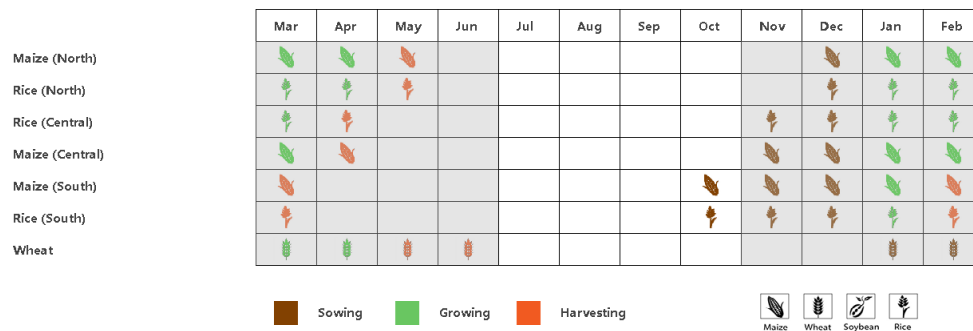 Mar Apr May Jun Jul Aug Sep Oct Nov Dec Jan Feb
Maize (North)
Rice (North)
Rice (Central)
Maize (Central)
Maize (South)
Rice (South)
Wheat
Sowing Growing Harvesting
Maize Wheat Soybean Rice